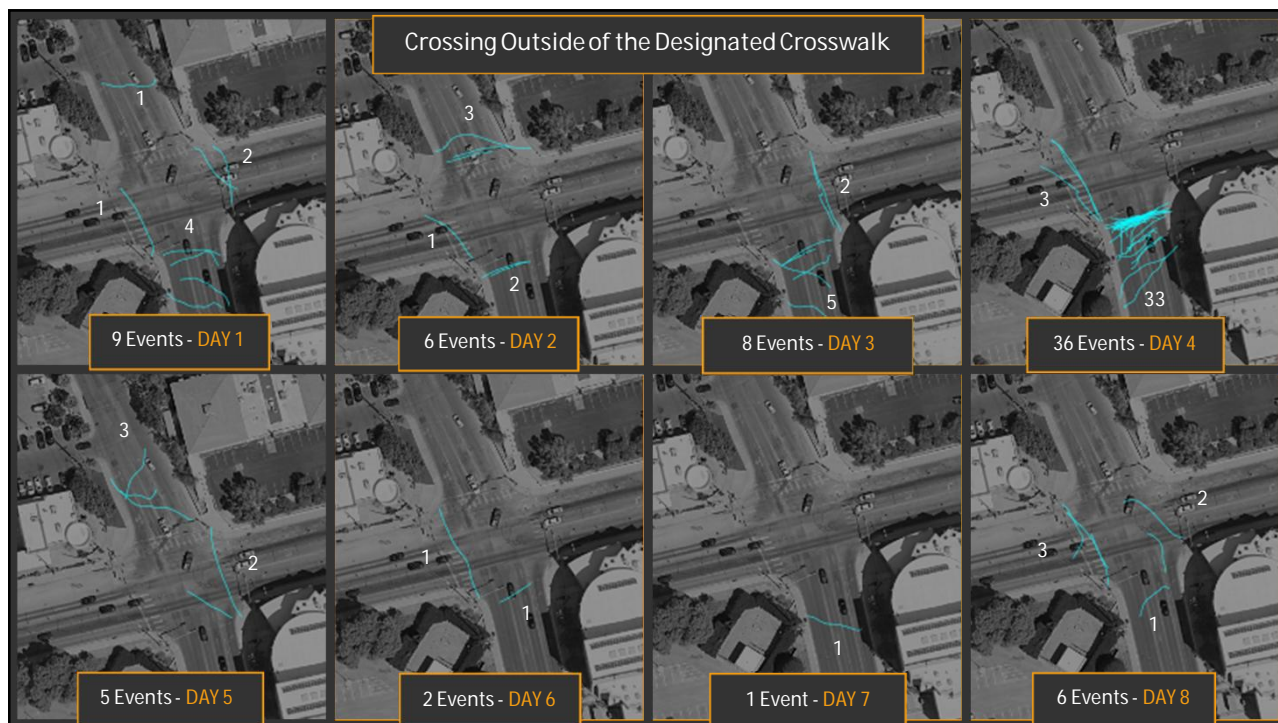 Crossing Outside of the Designated Crosswalk
1
2
1
4
9 Events - DAY 1
3
1
2
6 Events - DAY 2
2
5
8 Events - DAY 3
3
33
36 Events - DAY 4
3
2
5 Events - DAY 5
1
1
2 Events - DAY 6
1
1 Event - DAY 7
2
3
1
6 Events - DAY 8